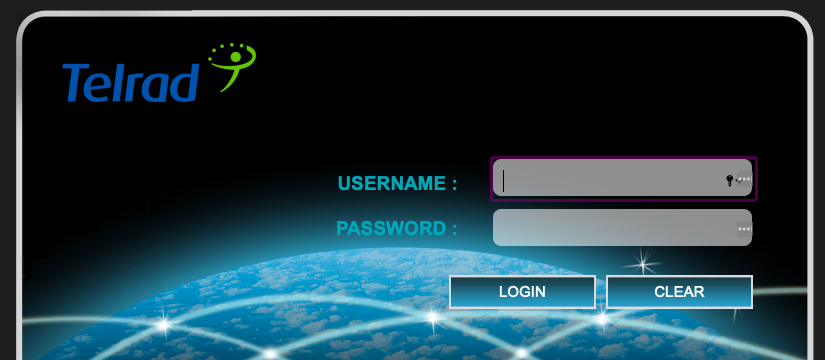 Telrad
USERNAME :
PASSWORD :
LOGIN CLEAR